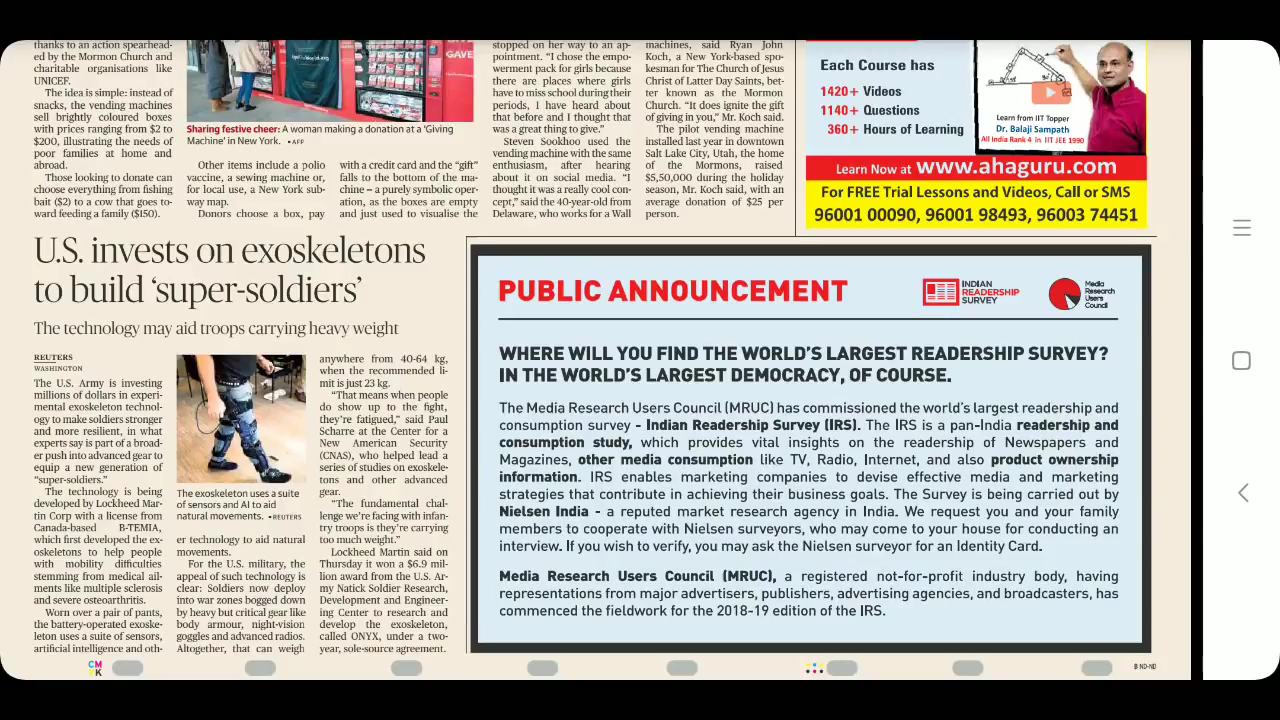 thanks to an action spearhead-
ed by the Mormon Church and
charitable organisations like
UNICEF.
The idea is simple: instead of
snacks, the vending machines
sell brightly coloured boxes
with prices ranging from $2 to
$200, illustrating the needs of
poor families at home and
abroad.
Those looking to donate can
choose everything from fishing
bait ($2) to a cow that goes to-
ward feeding a family ($150).
GAVE
Sharing festive cheer: A woman making a donation at a 'Giving
Machine' in New York. •AFP
Other items include a polio
vaccine, a sewing machine or,
for local use, a New York sub-
way map.
Donors choose a box, pay
with a credit card and the “gift”
falls to the bottom of the ma-
chine – a purely symbolic oper-
ation, as the boxes are empty
and just used to visualise the
stopped on her way to an ap-
pointment. “I chose the empo-
werment pack for girls because
there are places where girls
have to miss school during their
periods, I have heard about
that before and I thought that
was a great thing to give.”
Steven Sookhoo used the
vending machine with the same
enthusiasm, after hearing
about it on social media. “I
thought it was a really cool con-
cept,” said the 40-year-old from
Delaware, who works for a Wall
machines, said Ryan John
Koch, a New York-based spo-
kesman for The Church of Jesus
Christ of Latter Day Saints, bet-
ter known as the Mormon
Church. “It does ignite the gift
of giving in you,” Mr. Koch said.
The pilot vending machine
installed last year in downtown
Salt Lake City, Utah, the home
of the Mormons, raised
$5,50,000 during the holiday
season, Mr. Koch said, with an
average donation of $25 per
person.
Each Course has
1420+ Videos
1140+ Questions
360+ Hours of Learning
Learn from IIT Topper
Dr. Balaji Sampath
All India Rank 4 in IIT JEE 1990
Learn Now at www.ahaguru.com
For FREE Trial Lessons and Videos, Call or SMS
96001 00090, 96001 98493, 96003 74451
U.S. invests on exoskeletons
to build ‘super-soldiers’
The technology may aid troops carrying heavy weight
REUTERS
WASHINGTON
The U.S. Army is investing
millions of dollars in experi-
mental exoskeleton technol-
ogy to make soldiers stronger
and more resilient, in what
experts say is part of a broad-
er push into advanced gear to
equip a new generation of
“super-soldiers.”
The technology is being
developed by Lockheed Mar-
tin Corp with a license from
Canada-based B-TEMIA,
which first developed the ex-
oskeletons to help people
with mobility difficulties
stemming from medical ail-
ments like multiple sclerosis
and severe osteoarthritis.
Worn over a pair of pants,
the battery-operated exoske-
leton uses a suite of sensors,
artificial intelligence and oth-
The exoskeleton uses a suite
of sensors and AI to aid
natural movements. •REUTERS
er technology to aid natural
movements.
For the U.S. military, the
appeal of such technology is
clear: Soldiers now deploy
into war zones bogged down
by heavy but critical gear like
body armour, night-vision
goggles and advanced radios.
Altogether, that can weigh
anywhere from 40-64 kg,
when the recommended li-
mit is just 23 kg.
“That means when people
do show up to the fight,
they’re fatigued,” said Paul
Scharre at the Center for a
New American Security
(CNAS), who helped lead a
series of studies on exoskele-
tons and other advanced
gear.
“The fundamental chal-
lenge we’re facing with infan-
try troops is they’re carrying
too much weight.”
Lockheed Martin said on
Thursday it won a $6.9 mil-
lion award from the U.S. Ar-
my Natick Soldier Research,
Development and Engineer-
ing Center to research and
develop the exoskeleton,
called ONYX, under a two-
year, sole-source agreement.
PUBLIC ANNOUNCEMENT
INDIAN
READERSHIP
SURVEY
Media
Research
Users
Council
WHERE WILL YOU FIND THE WORLD’S LARGEST READERSHIP SURVEY?
IN THE WORLD’S LARGEST DEMOCRACY, OF COURSE.
The Media Research Users Council (MRUC) has commissioned the world’s largest readership and
consumption survey - Indian Readership Survey (IRS). The IRS is a pan-India readership and
consumption study, which provides vital insights on the readership of Newspapers and
Magazines, other media consumption like TV, Radio, Internet, and also product ownership
information. IRS enables marketing companies to devise effective media and marketing
strategies that contribute in achieving their business goals. The Survey is being carried out by
Nielsen India - a reputed market research agency in India. We request you and your family
members to cooperate with Nielsen surveyors, who may come to your house for conducting an
interview. If you wish to verify, you may ask the Nielsen surveyor for an Identity Card.
Media Research Users Council (MRUC), a registered not-for-profit industry body, having
representations from major advertisers, publishers, advertising agencies, and broadcasters, has
commenced the fieldwork for the 2018-19 edition of the IRS.
CM
YK
B ND-ND